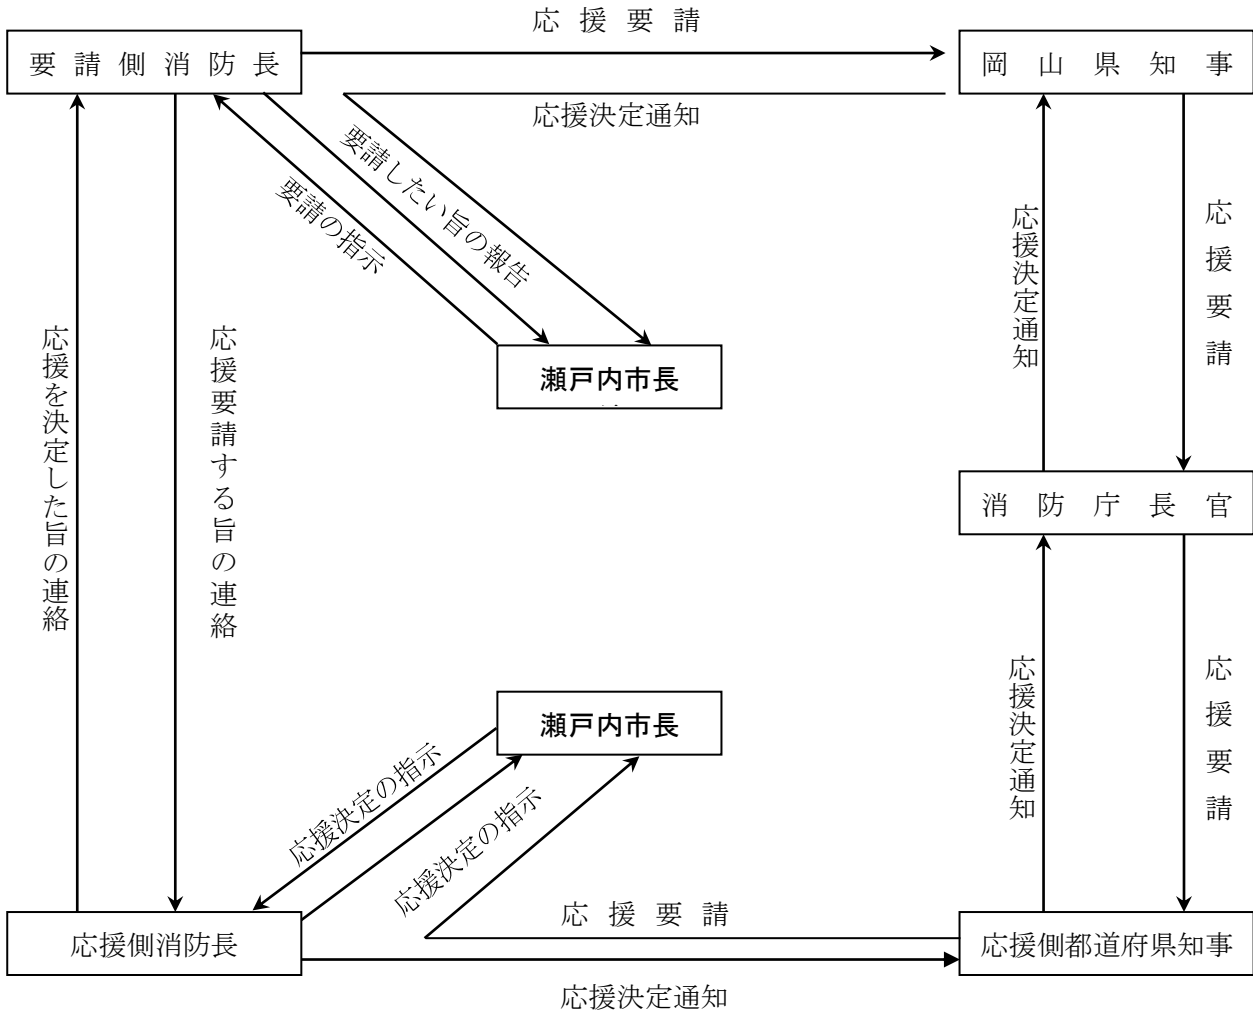 応援要請
要請側消防長
岡山県知事
応援決定通知
要請したい旨の報告
要請の指示
応援決定通知
応援要請
瀬戸内市長
応援を決定した旨の連絡
応援要請する旨の連絡
消防庁長官
瀬戸内市長
応援決定通知
応援要請
応援決定の指示
応援決定の指示
応援要請
応援側消防長
応援側都道府県知事
応援決定通知